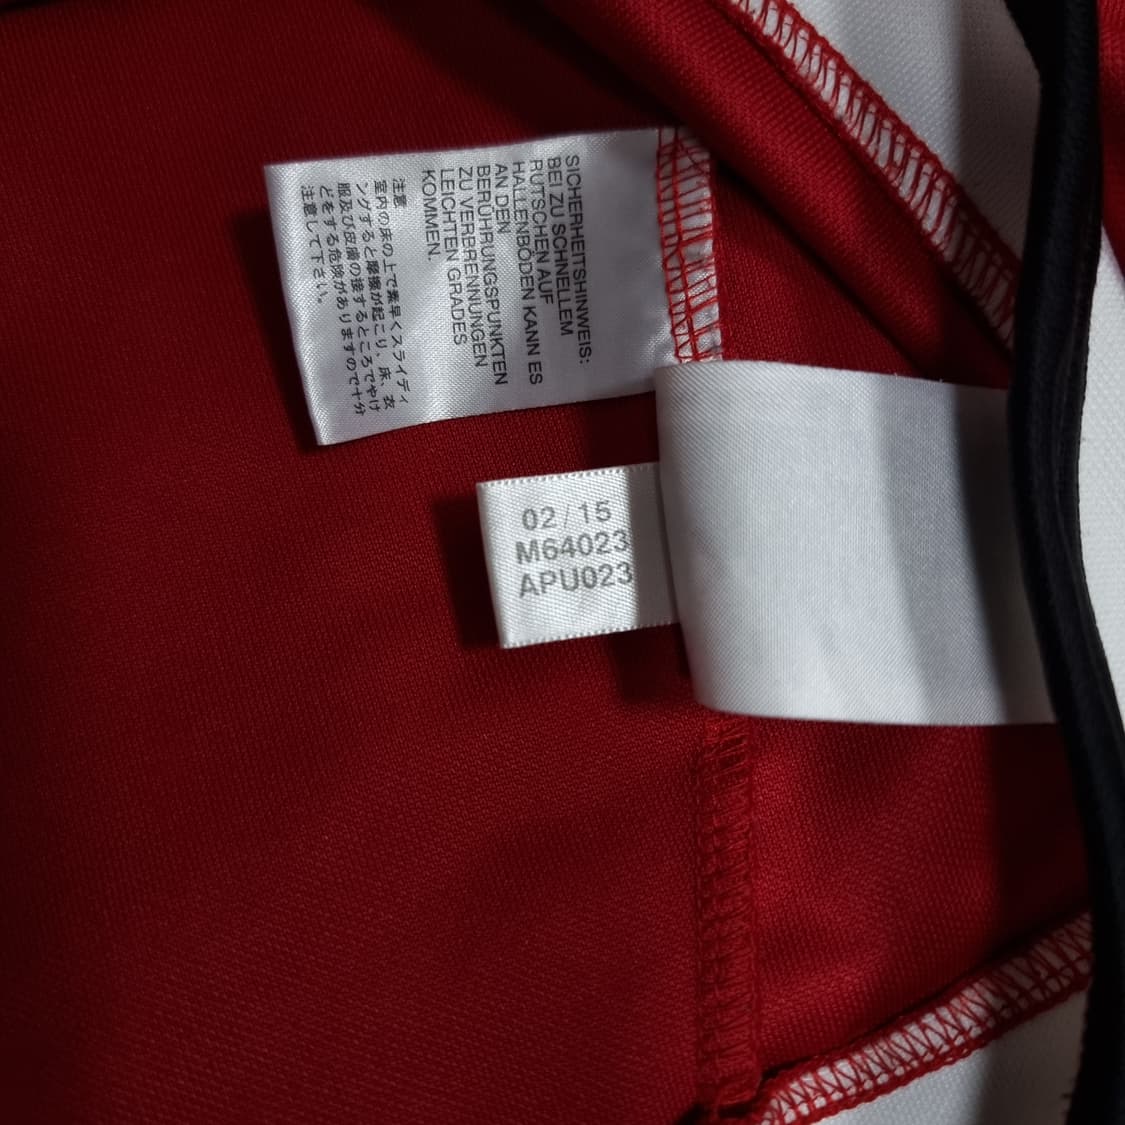 SICHERHEITSHINWEIS:
BEI ZU SCHNELLEM
RUTSCHEN AUF
HALLENBÖDEN KANN ES
AN DEN
BERÜHRUNGSPUNKTEN
ZU VERBRENNUNGEN
LEICHTEN GRADES
KOMMEN.
注意
室内の床の上で素早くスライディ
ングすると摩擦が起こり、床、衣
服及び皮膚の接するところでやけ
どをする危険がありますので十分
注意して下さい。
02/15
M64023
APU023